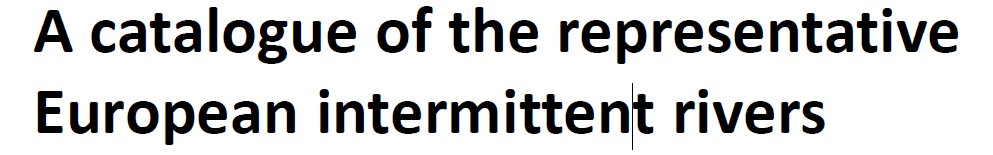 A catalogue of the representative
European intermittent rivers